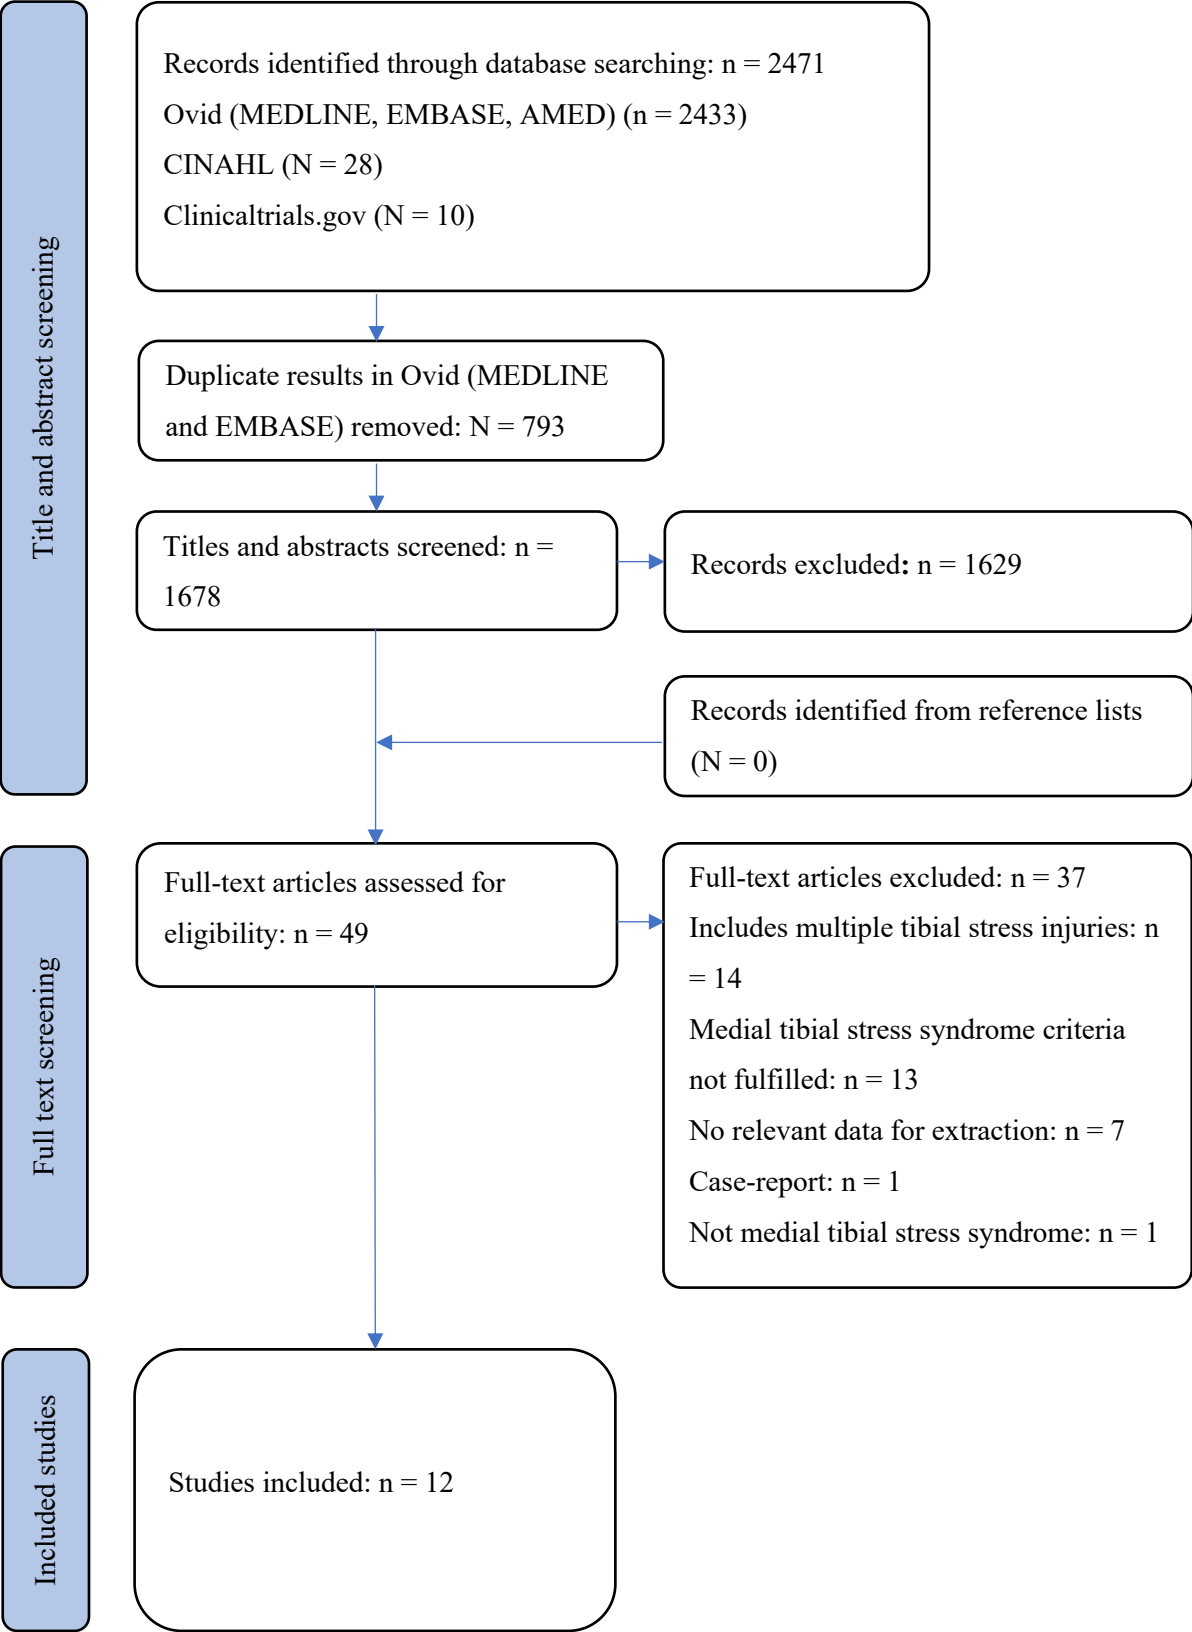 Title and abstract screening
Records identified through database searching: n = 2471
Ovid (MEDLINE, EMBASE, AMED) (n = 2433)
CINAHL (N = 28)
Clinicaltrials.gov (N = 10)
Duplicate results in Ovid (MEDLINE
and EMBASE) removed: N = 793
Titles and abstracts screened: n =
1678
Records excluded: n = 1629
Records identified from reference lists
(N = 0)
Full text screening
Full-text articles assessed for
eligibility: n = 49
Full-text articles excluded: n = 37
Includes multiple tibial stress injuries: n
= 14
Medial tibial stress syndrome criteria
not fulfilled: n = 13
No relevant data for extraction: n = 7
Case-report: n = 1
Not medial tibial stress syndrome: n = 1
Included studies
Studies included: n = 12